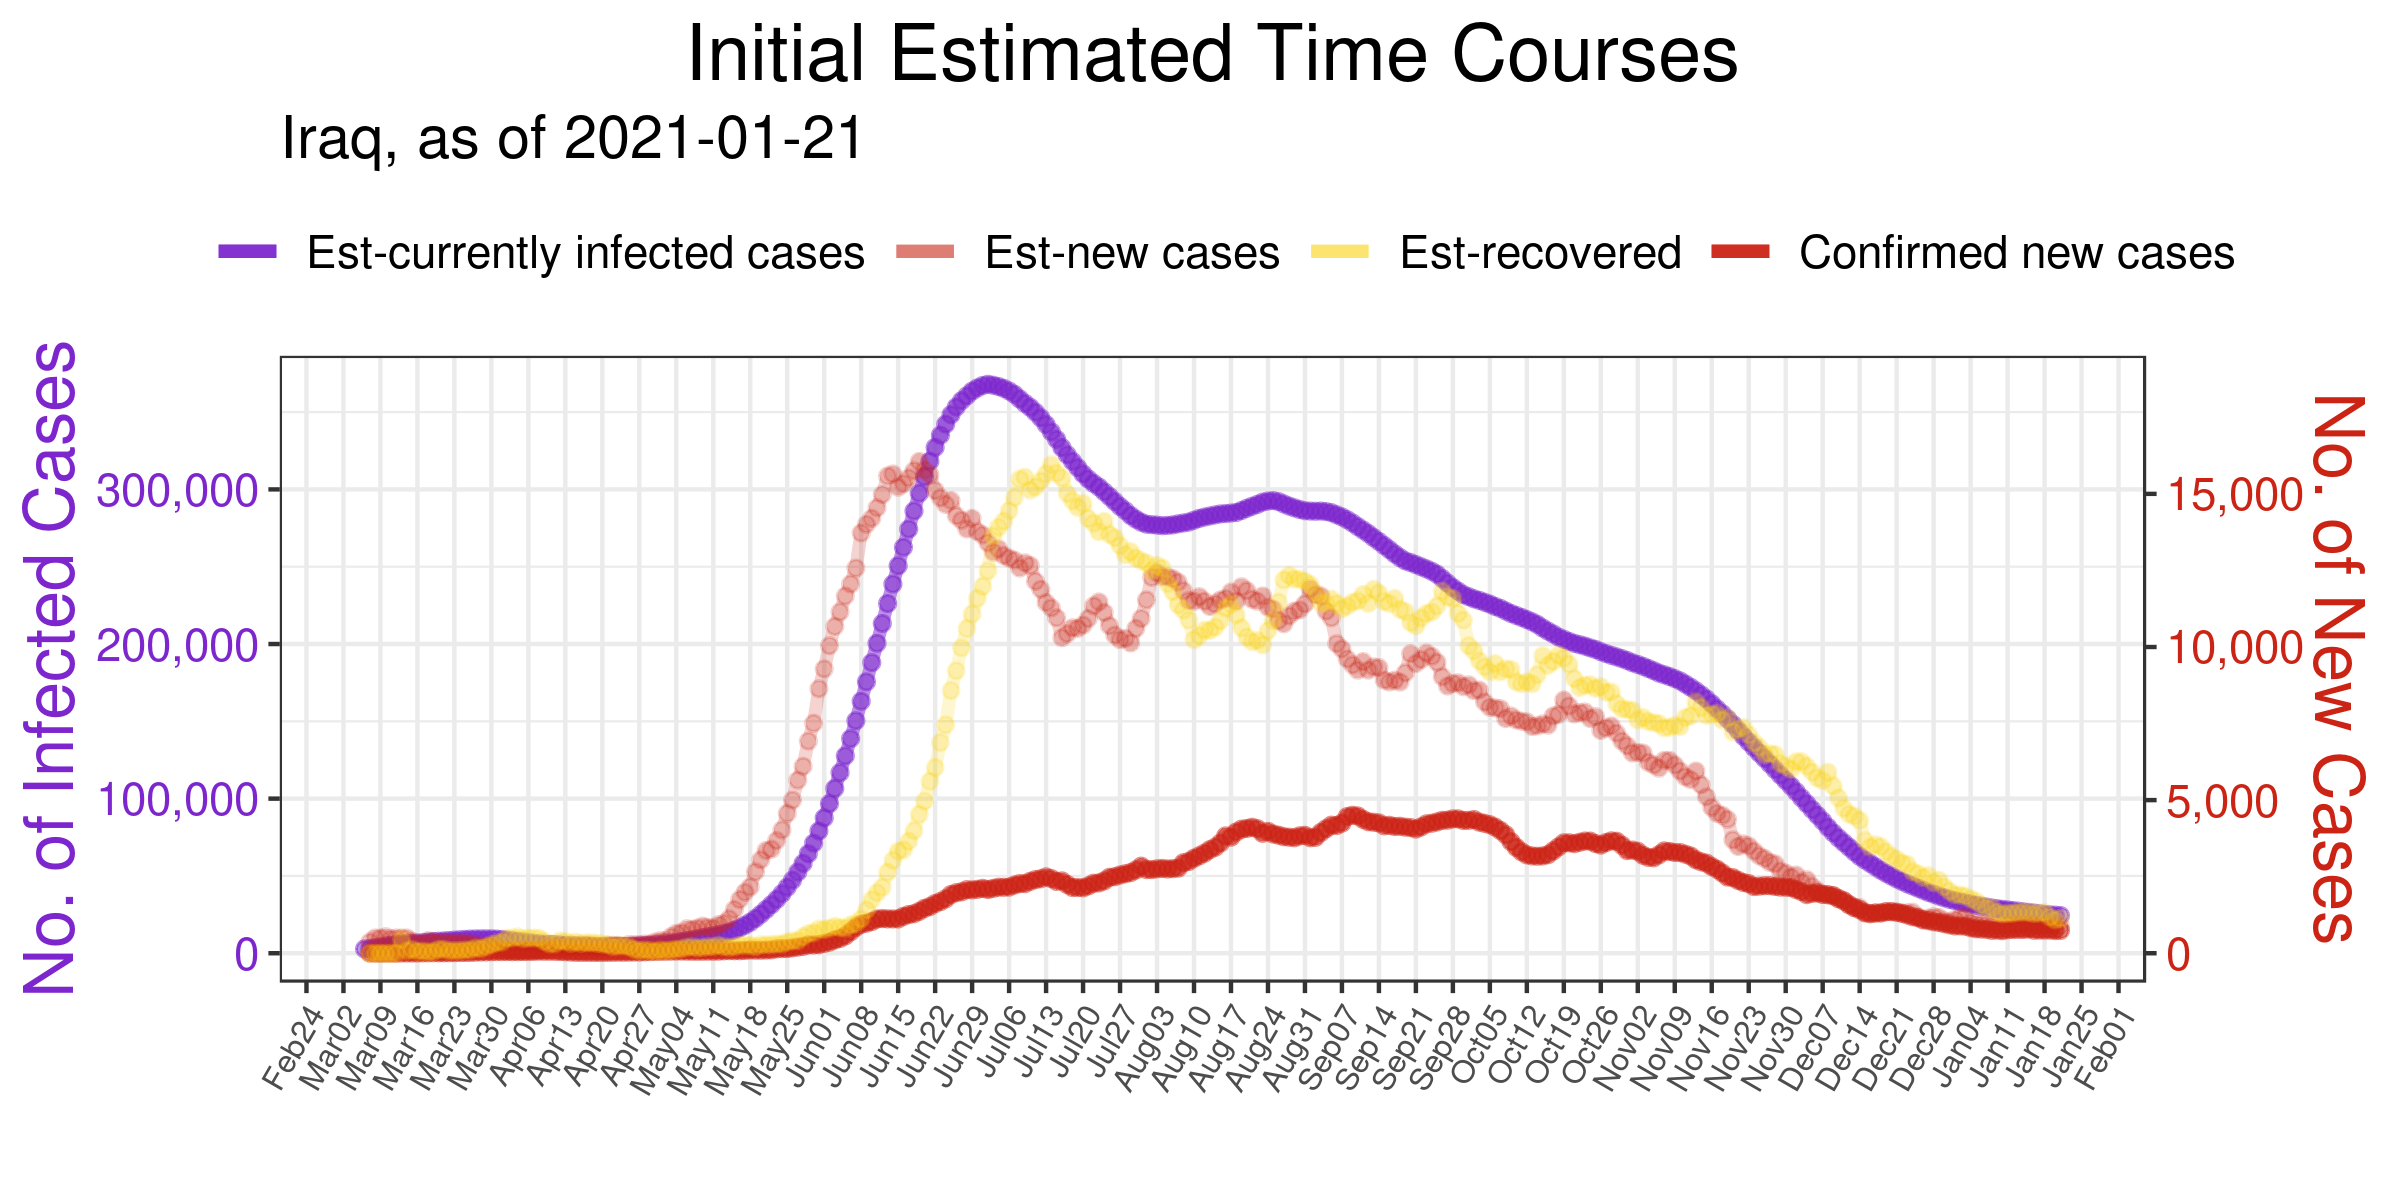 Initial Estimated Time Courses
Iraq, as of 2021-01-21
Est-currently infected cases
Est-new cases
Est-recovered
Confirmed new cases
No. of Infected Cases
300,000
200,000
100,000
0
15,000
10,000
5,000
0
No. of New Cases
Feb24
Mar02
Mar09
Mar16
Mar23
Mar30
Apr06
Apr13
Apr20
Apr27
May04
May11
May18
May25
Jun01
Jun08
Jun15
Jun22
Jun29
Jul06
Jul13
Jul20
Jul27
Aug03
Aug10
Aug17
Aug24
Aug31
Sep07
Sep14
Sep21
Sep28
Oct05
Oct12
Oct19
Oct26
Nov02
Nov09
Nov16
Nov23
Nov30
Dec07
Dec14
Dec21
Dec28
Jan04
Jan11
Jan18
Jan25
Feb01